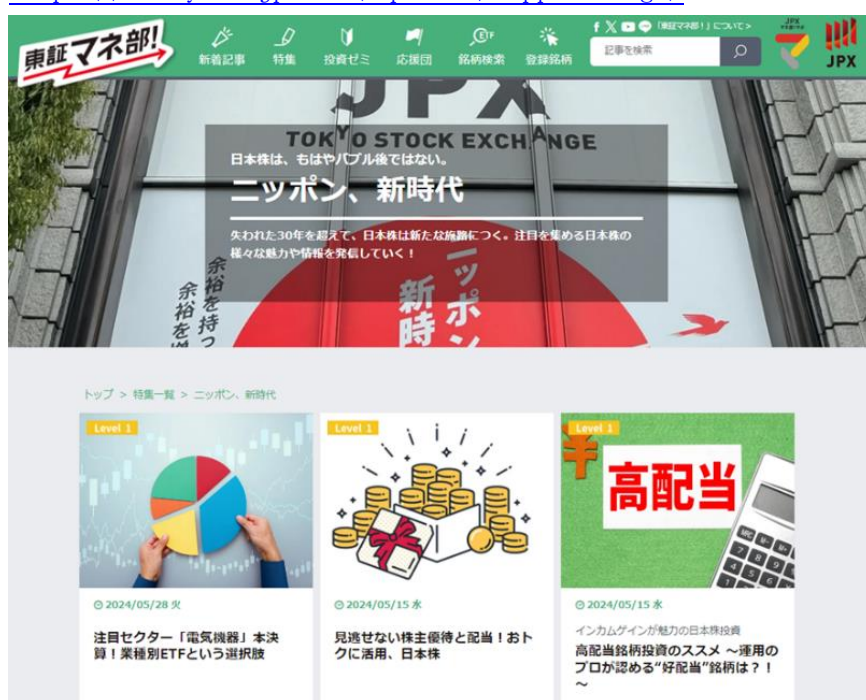 東証マネ部!
新着記事
特集
投資ゼミ
応援団
ETF
銘柄検索
登録銘柄
「東証マネ部!」について >
記事を検索
JPX
JPX
JPX
TOKYO STOCK EXCHANGE
日本株は、もはやバブル後ではない。
ニッポン、新時代
失われた30年を超えて、日本株は新たな旅路につく。注目を集める日本株の
様々な魅力や情報を発信していく!
余裕を持つ
余裕を
ニッポン
新時
トップ > 特集一覧 > ニッポン、新時代
Level 1
2024/05/28 火
注目セクター「電気機器」本決
算!業種別ETFという選択肢
Level 1
2024/05/15 水
見逃せない株主優待と配当!おト
クに活用、日本株
Level 1
高配当
MRC M- M+
7 8 9
4 5 6
2024/05/15 水
インカムゲインが魅力の日本株投資
高配当銘柄投資のススメ ~運用の
プロが認める“好配当”銘柄は?!
~